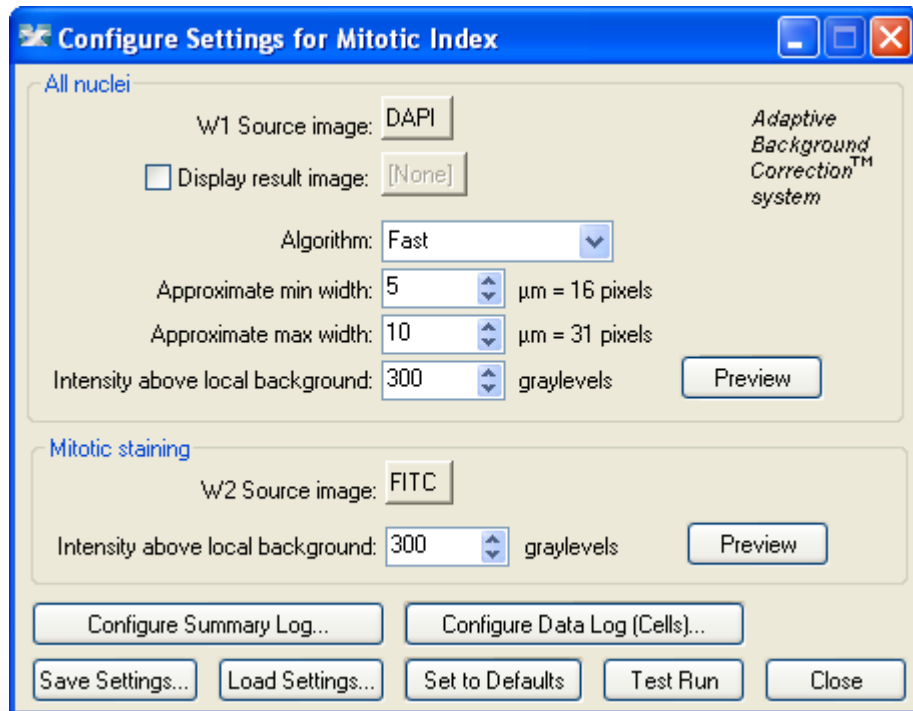 Configure Settings for Mitotic Index
All nuclei
W1 Source image: DAPI
Adaptive
Background
Correction™
system
Display result image: [None]
Algorithm: Fast
Approximate min width: 5 µm = 16 pixels
Approximate max width: 10 µm = 31 pixels
Intensity above local background: 300 graylevels Preview
Mitotic staining
W2 Source image: FITC
Intensity above local background: 300 graylevels Preview
Configure Summary Log... Configure Data Log (Cells)...
Save Settings... Load Settings... Set to Defaults Test Run Close